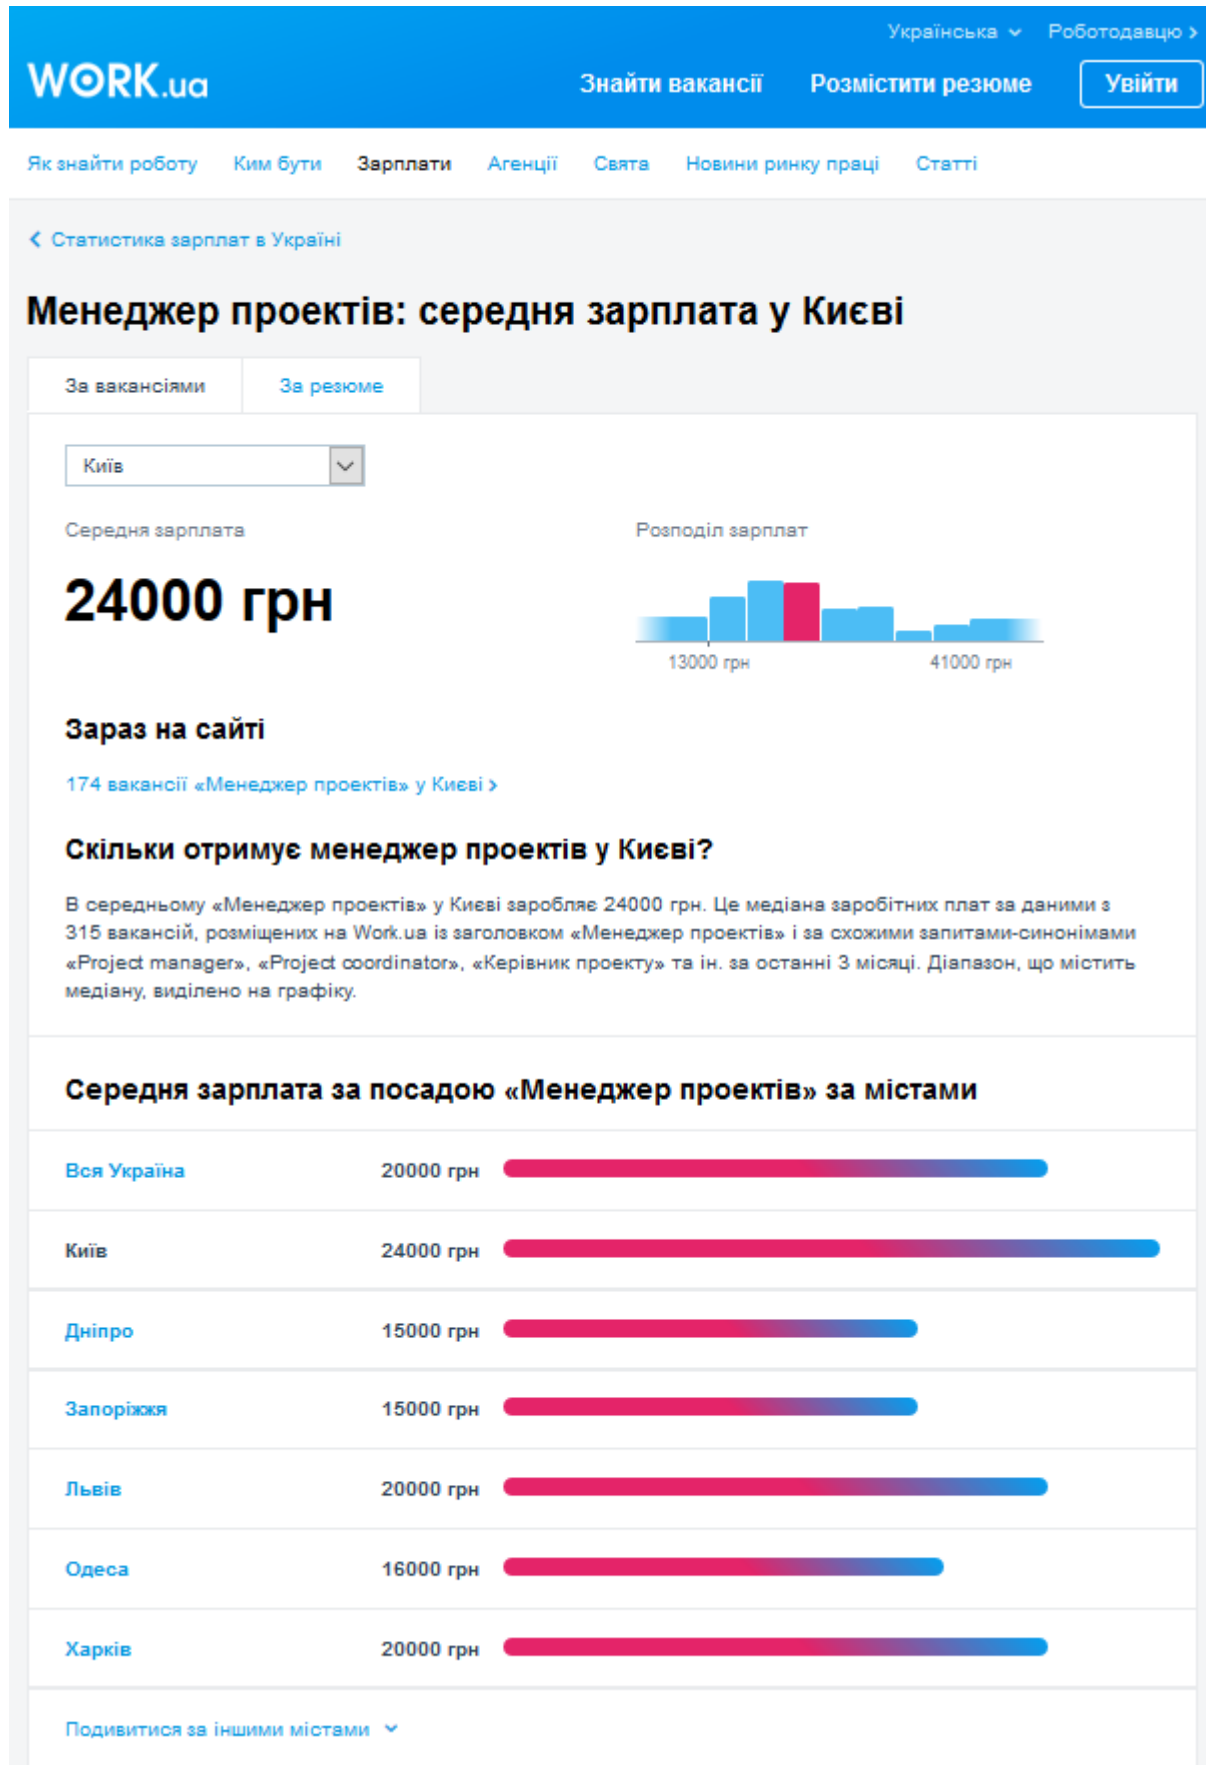 Українська Роботодавцю
WORK.ua Знайти вакансії Розмістити резюме Увійти
Як знайти роботу Ким бути Зарплати Агенції Свята Новини ринку праці Статті
Статистика зарплат в Україні
Менеджер проектів: середня зарплата у Києві
За вакансіями За резюме
Київ
Середня зарплата Розподіл зарплат
24000 грн
13000 грн 41000 грн
Зараз на сайті
174 вакансії «Менеджер проектів» у Києві
Скільки отримує менеджер проектів у Києві?
В середньому «Менеджер проектів» у Києві заробляє 24000 грн. Це медіана заробітних плат за даними з
315 вакансій, розміщених на Work.ua із заголовком «Менеджер проектів» і за схожими запитами-синонімами
«Project manager», «Project coordinator», «Керівник проекту» та ін. за останні 3 місяці. Діапазон, що містить
медіану, виділено на графіку.
Середня зарплата за посадою «Менеджер проектів» за містами
Вся Україна 20000 грн
Київ 24000 грн
Дніпро 15000 грн
Запоріжжя 15000 грн
Львів 20000 грн
Одеса 16000 грн
Харків 20000 грн
Подивитися за іншими містами